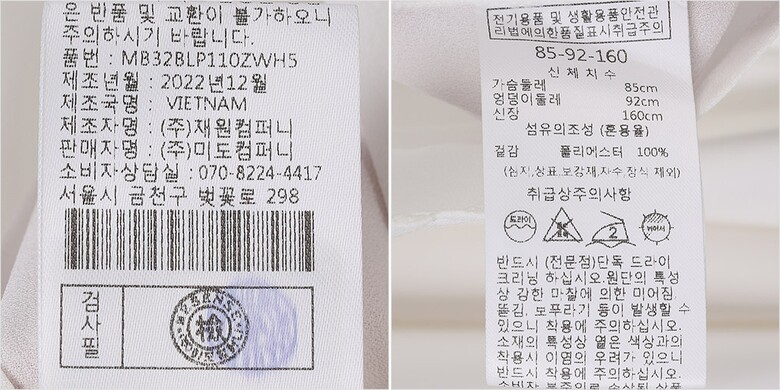 은 반품 및 교환이 불가하오니
주의하시기 바랍니다.
품번 : MB32BLP110ZWH5
제조년월 : 2022년12월
제조국명 : VIETNAM
제조자명 : (주)재원컴퍼니
판매자명 : (주)미도컴퍼니
소비자상담실 : 070-8224-4417
서울시 금천구 벚꽃로 298
검사필
전기용품 및 생활용품안전관
리법에의한품질표시취급주의
85-92-160
신체치수
가슴둘레 85cm
엉덩이둘레 92cm
신장 160cm
섬유의조성 (혼용율)
겉감 폴리에스터 100%
(심지,상표,보강재,자수 장식 제외)
취급상주의사항
드라이
2
반드시 (전문점)단독 드라이
크리닝 하십시오.원단의 특성
상 강한 마찰에 의한 미어짐,
뜯김, 보푸라기 등이 발생할 수
있으니 착용에 주의하십시오.
소재의 특성상 옅은 색상과의
착용시 이염의 우려가 있으니
반드시 착용에 주의하십시오.